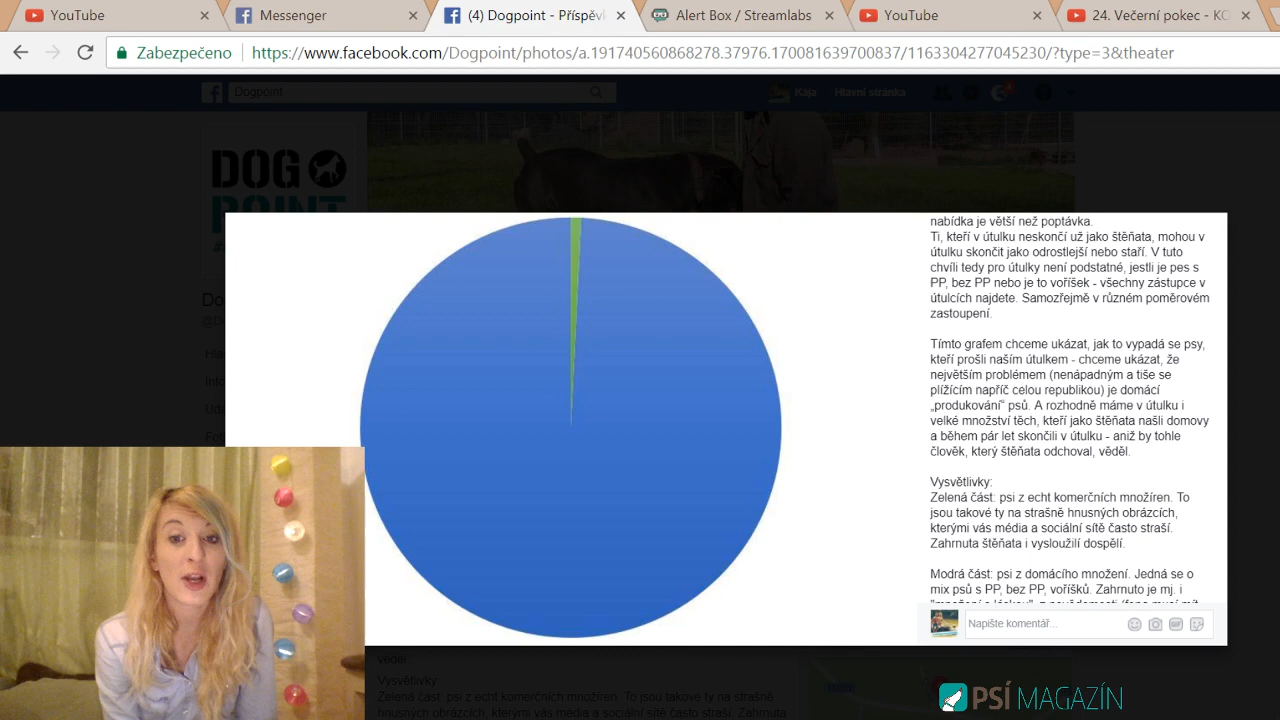 YouTube
Messenger
(4) Dogpoint - Příspěv
Alert Box / Streamlabs
YouTube
24. Večerní pokec - KC
Zabezpečeno
https://www.facebook.com/Dogpoint/photos/a.191740560868278.37976.170081639700837/1163304277045230/?type=3&theater
Dogpoint
Kája
Hlavní stránka
DOG
POINT
nabídka je větší než poptávka.
Ti, kteří v útulku neskončí už jako štěňata, mohou v
útulku skončit jako odrostlejší nebo staří. V tuto
chvíli tedy pro útulky není podstatné, jestli je pes s
PP, bez PP nebo je to voříšek - všechny zástupce v
útulcích najdete. Samozřejmě v různém poměrovém
zastoupení.
Tímto grafem chceme ukázat, jak to vypadá se psy,
kteří prošli naším útulkem - chceme ukázat, že
největším problémem (nenápadným a tiše se
plížícím napříč celou republikou) je domácí
„produkování“ psů. A rozhodně máme v útulku i
velké množství těch, kteří jako štěňata našli domovy
a během pár let skončili v útulku - aniž by tohle
člověk, který štěňata odchoval, věděl.
Vysvětlivky:
Zelená část: psi z echt komerčních množíren. To
jsou takové ty na strašně hnusných obrázcích,
kterými vás média a sociální sítě často straší.
Zahrnuta štěňata i vysloužilí dospělí.
Modrá část: psi z domácího množení. Jedná se o
mix psů s PP, bez PP, voříšků. Zahrnuto je mj. i
Napište komentář...
věděl.
Vysvětlivky:
Zelená část: psi z echt komerčních množíren. To jsou takové ty na strašně
hnusných obrázcích, kterými vás média a sociální sítě často straší. Zahrnuta
PSÍ MAGAZÍN